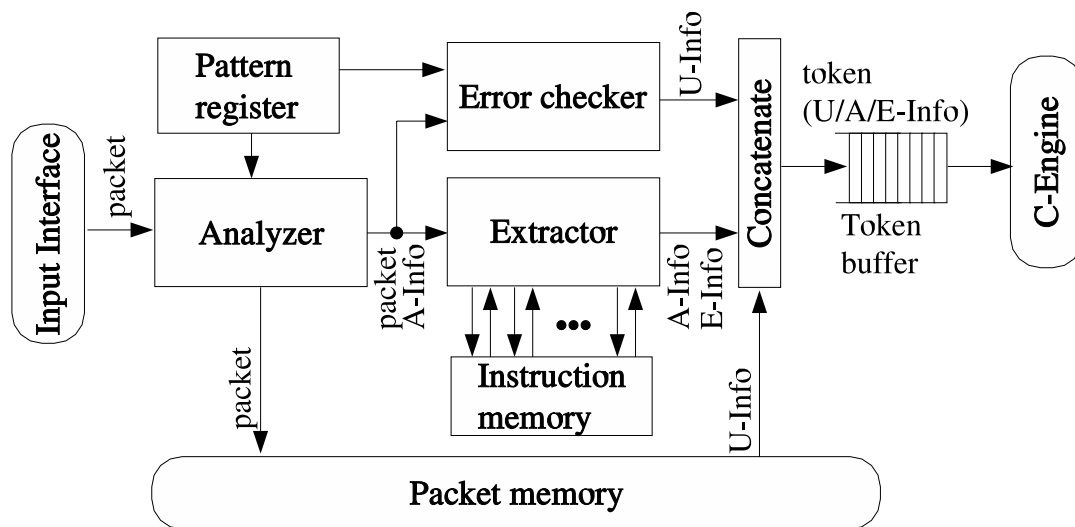 Pattern
register
Error checker
U-Info
Concatenate
token
(U/A/E-Info)
C-Engine
Input Interface
packet
Analyzer
packet
A-Info
Extractor
A-Info
E-Info
Token
buffer
Instruction
memory
packet
U-Info
Packet memory